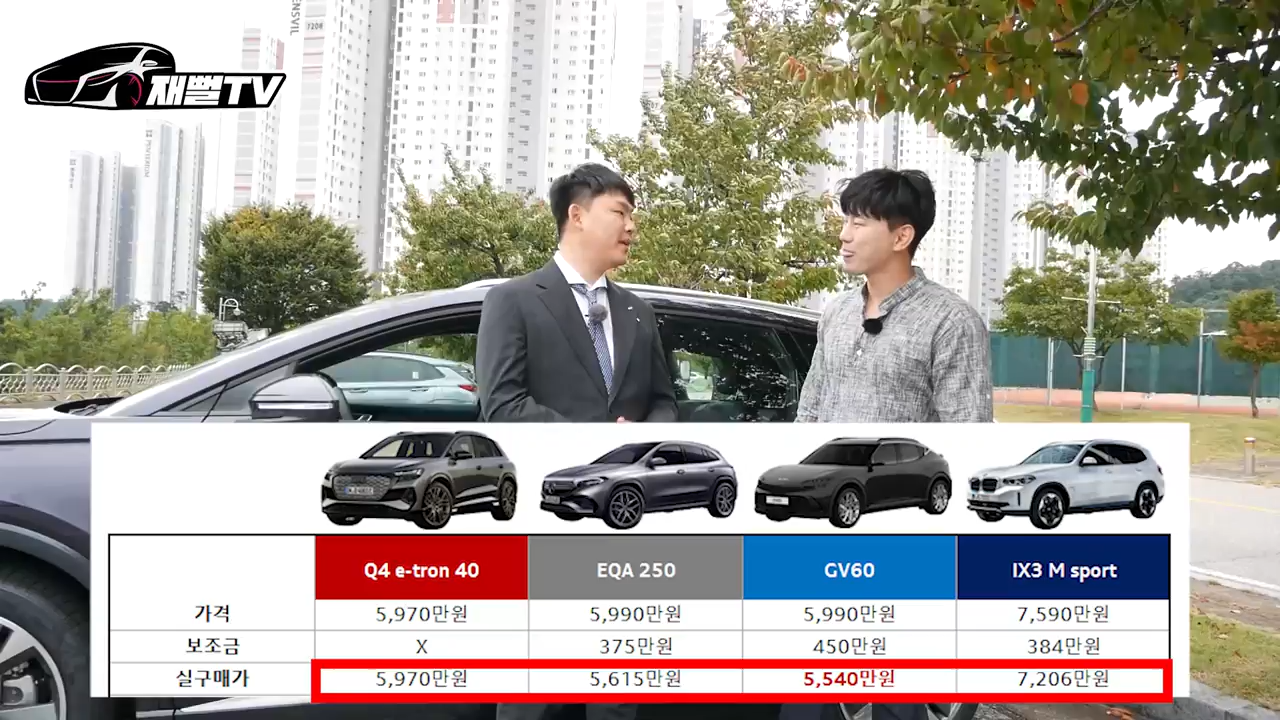 재뻘TV
Q4 e-tron 40 EQA 250 GV60 IX3 M sport
가격 5,970만원 5,990만원 5,990만원 7,590만원
보조금 X 375만원 450만원 384만원
실구매가 5,970만원 5,615만원 5,540만원 7,206만원